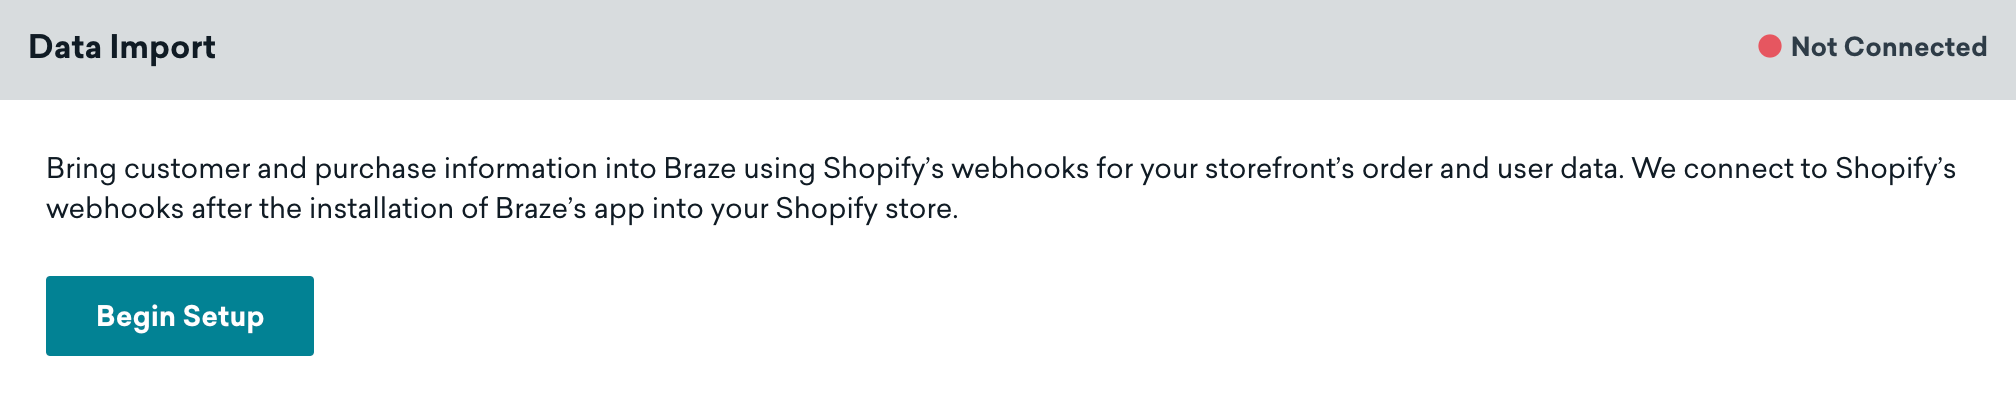 Data Import
Not Connected
Bring customer and purchase information into Braze using Shopify’s webhooks for your storefront’s order and user data. We connect to Shopify’s
webhooks after the installation of Braze’s app into your Shopify store.
Begin Setup